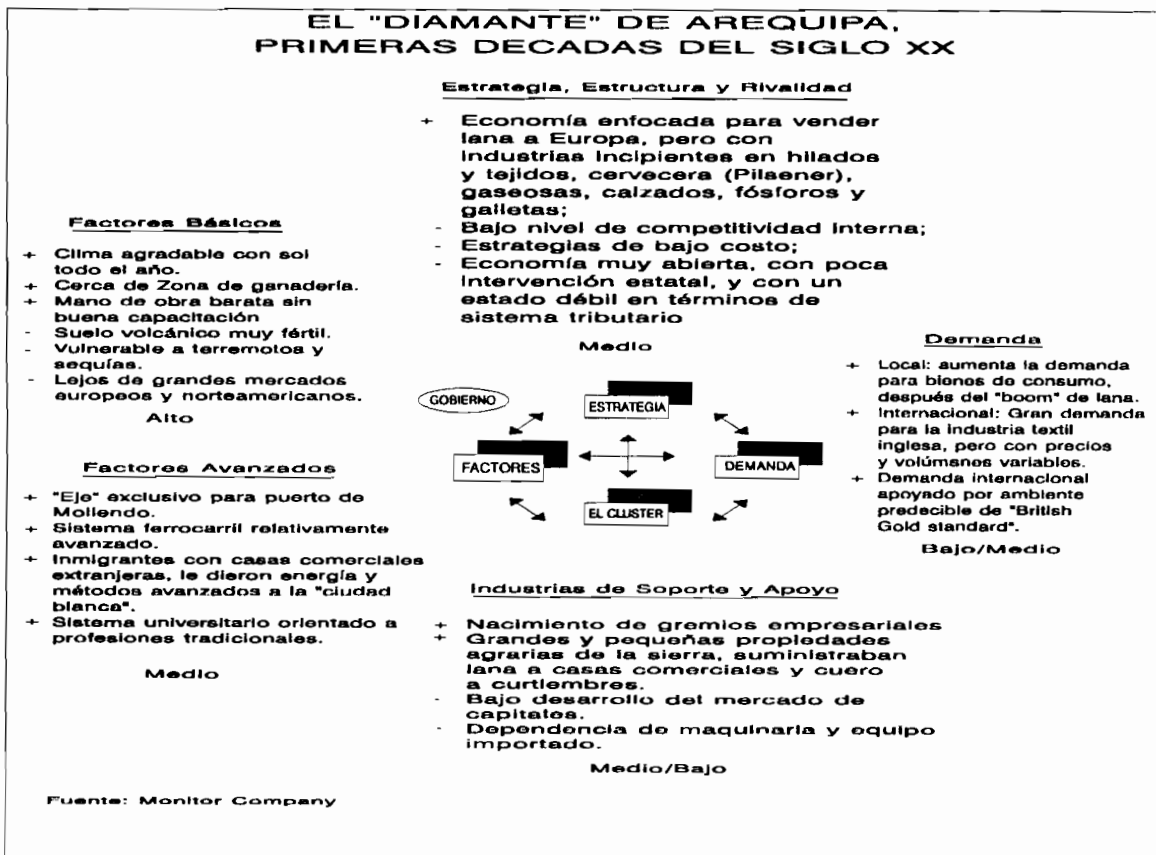 EL "DIAMANTE" DE AREQUIPA,
PRIMERAS DECADAS DEL SIGLO XX
Estrategia, Estructura y Rivalidad
+ Economía enfocada para vender
lana a Europa, pero con
industrias incipientes en hilados
y tejidos, cervecera (Pilsener),
gaseosas, calzados, fósforos y
galletas;
- Bajo nivel de competitividad interna;
- Estrategias de bajo costo;
- Economía muy abierta, con poca
intervención estatal, y con un
estado débil en términos de
sistema tributario
Medio
Factores Básicos
+ Clima agradable con sol
todo el año.
+ Cerca de Zona de ganadería.
+ Mano de obra barata sin
buena capacitación
- Suelo volcánico muy fértil.
- Vulnerable a terremotos y
sequías.
- Lejos de grandes mercados
europeos y norteamericanos.
Alto
Factores Avanzados
+ "Eje" exclusivo para puerto de
Mollendo.
+ Sistema ferrocarril relativamente
avanzado.
+ Inmigrantes con casas comerciales
extranjeras, le dieron energía y
métodos avanzados a la "ciudad
blanca".
+ Sistema universitario orientado a
profesiones tradicionales.
Medio
GOBIERNO
ESTRATEGIA
FACTORES
DEMANDA
EL CLUSTER
Demanda
+ Local: aumenta la demanda
para bienes de consumo,
después del "boom" de lana.
+ Internacional: Gran demanda
para la industria textil
inglesa, pero con precios
y volúmenes variables.
+ Demanda internacional
apoyado por ambiente
predecible de "British
Gold standard".
Bajo/Medio
Industrias de Soporte y Apoyo
+ Nacimiento de gremios empresariales
+ Grandes y pequeñas propiedades
agrarias de la sierra, suministraban
lana a casas comerciales y cuero
a curtiembres.
- Bajo desarrollo del mercado de
capitales.
- Dependencia de maquinaria y equipo
importado.
Medio/Bajo
Fuente: Monitor Company